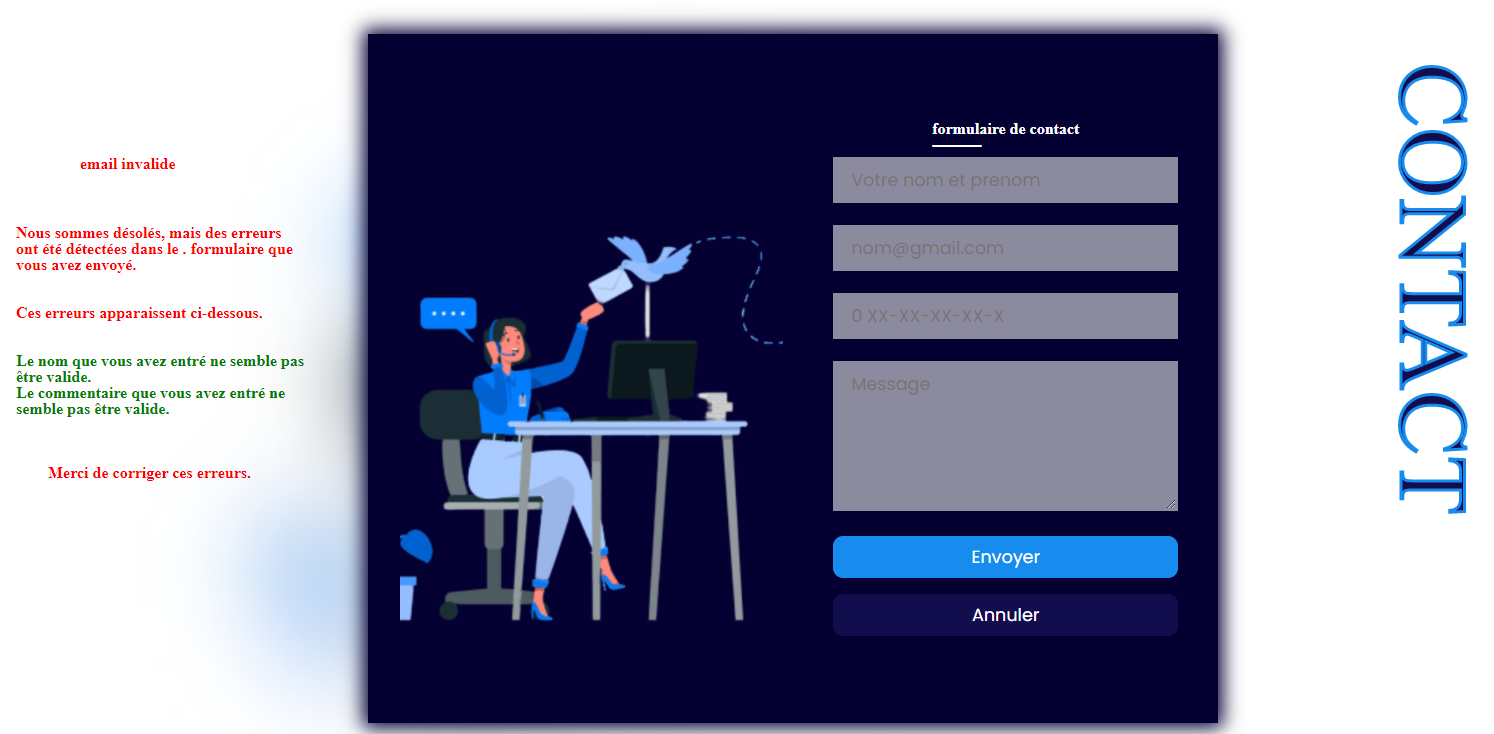 email invalide
Nous sommes désolés, mais des erreurs
ont été détectées dans le . formulaire que
vous avez envoyé.
Ces erreurs apparaissent ci-dessous.
Le nom que vous avez entré ne semble pas
être valide.
Le commentaire que vous avez entré ne
semble pas être valide.
Merci de corriger ces erreurs.
formulaire de contact
Votre nom et prenom
nom@gmail.com
0 XX-XX-XX-XX-X
Message
Envoyer
Annuler
CONTACT